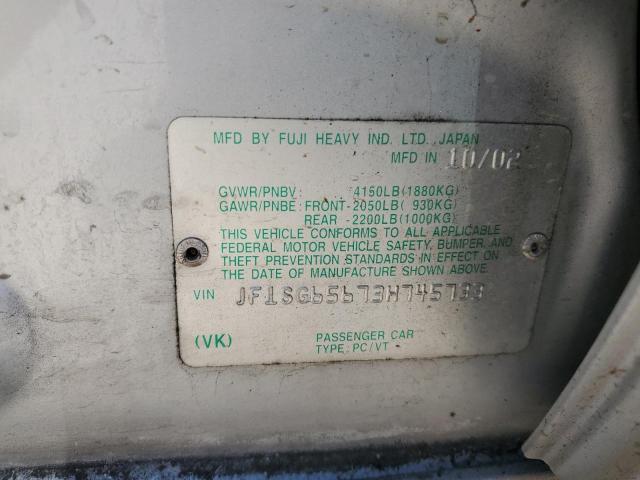 MFD BY FUJI HEAVY IND. LTD. JAPAN
MFD IN 10/02
GVWR/PNBV: 4150LB(1880KG)
GAWR/PNBE: FRONT-2050LB( 930KG)
REAR -2200LB(1000KG)
THIS VEHICLE CONFORMS TO ALL APPLICABLE
FEDERAL MOTOR VEHICLE SAFETY, BUMPER, AND
THEFT PREVENTION STANDARDS IN EFFECT ON
THE DATE OF MANUFACTURE SHOWN ABOVE.
VIN JF1SG65673H745733
(VK) PASSENGER CAR
TYPE: PC/VT